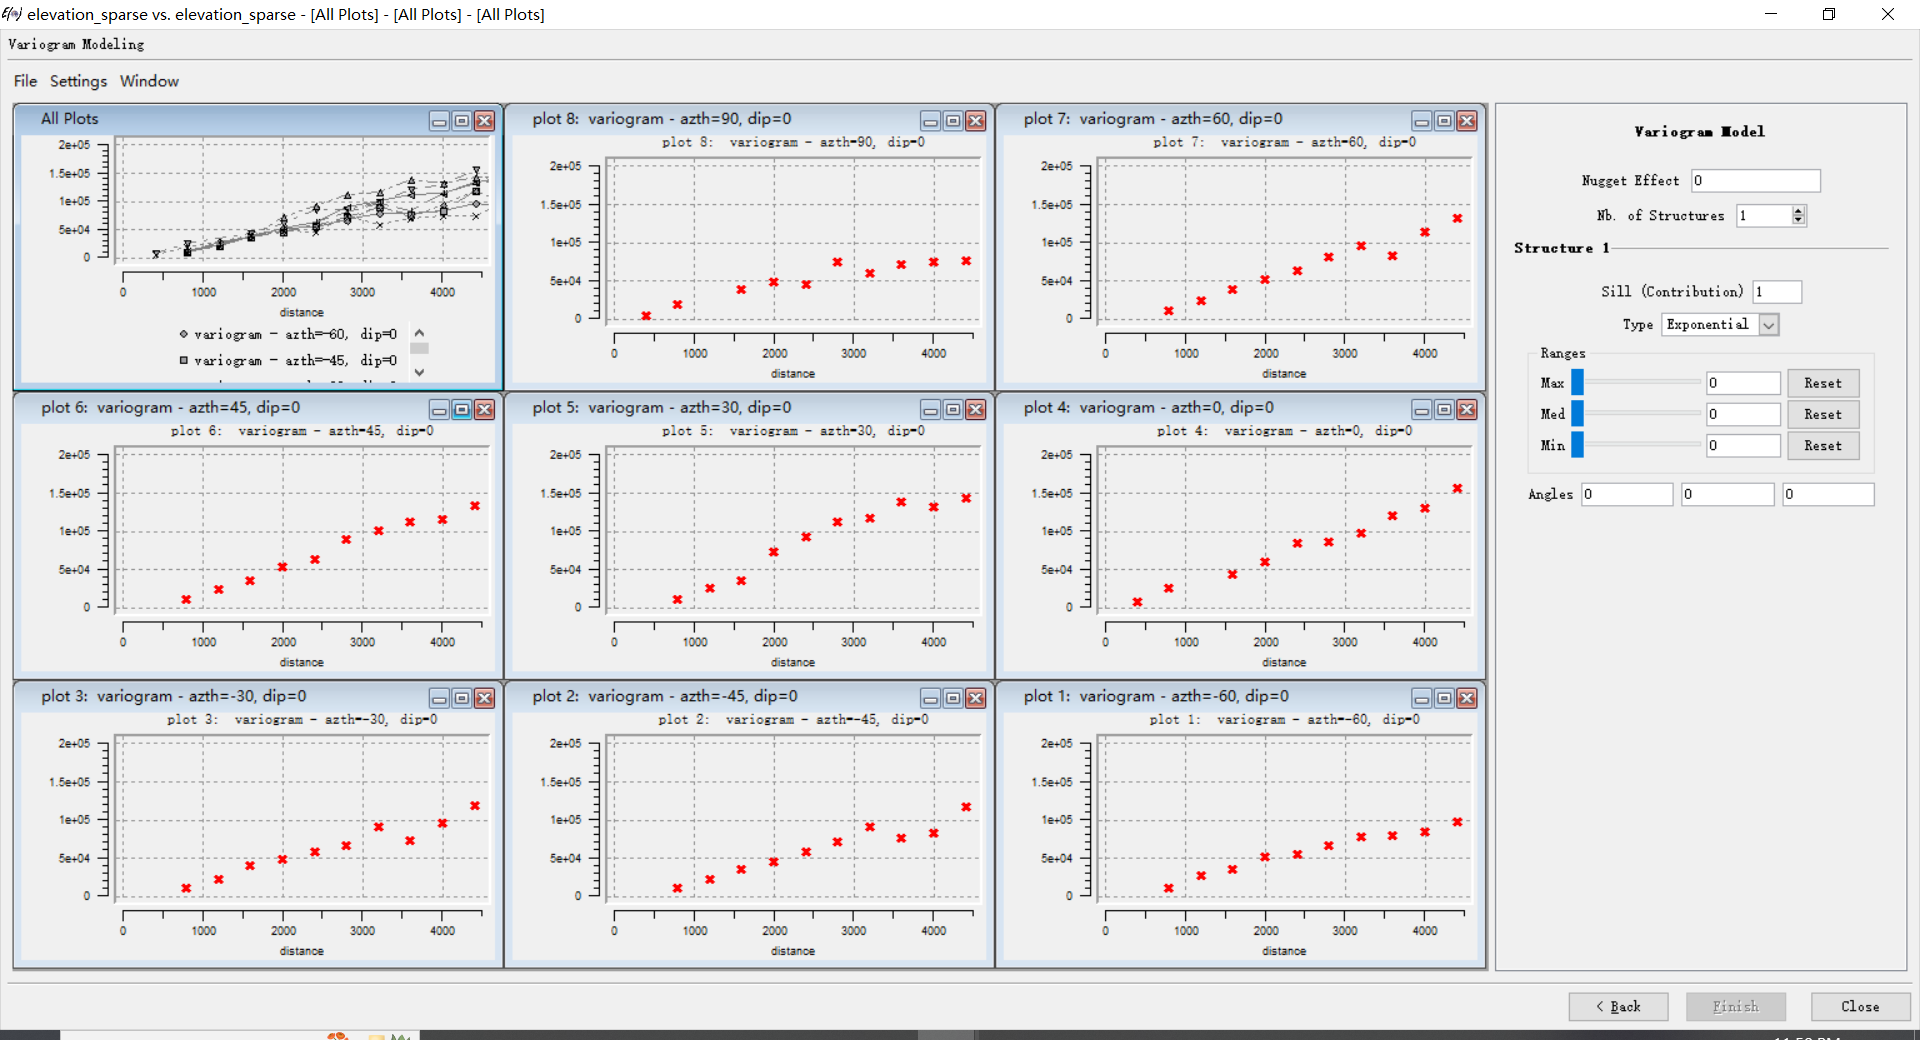 elevation_sparse vs. elevation_sparse - [All Plots] - [All Plots] - [All Plots]
Variogram Modeling
File Settings Window
All Plots
2e+05
1.5e+05
1e+05
5e+04
0
0 1000 2000 3000 4000
distance
variogram - azth=-60, dip=0
variogram - azth=-45, dip=0
plot 8: variogram - azth=90, dip=0
plot 8: variogram - azth=90, dip=0
2e+05
1.5e+05
1e+05
5e+04
0
0 1000 2000 3000 4000
distance
plot 7: variogram - azth=60, dip=0
plot 7: variogram - azth=60, dip=0
2e+05
1.5e+05
1e+05
5e+04
0
0 1000 2000 3000 4000
distance
plot 6: variogram - azth=45, dip=0
plot 6: variogram - azth=45, dip=0
2e+05
1.5e+05
1e+05
5e+04
0
0 1000 2000 3000 4000
distance
plot 5: variogram - azth=30, dip=0
plot 5: variogram - azth=30, dip=0
2e+05
1.5e+05
1e+05
5e+04
0
0 1000 2000 3000 4000
distance
plot 4: variogram - azth=0, dip=0
plot 4: variogram - azth=0, dip=0
2e+05
1.5e+05
1e+05
5e+04
0
0 1000 2000 3000 4000
distance
plot 3: variogram - azth=-30, dip=0
plot 3: variogram - azth=-30, dip=0
2e+05
1.5e+05
1e+05
5e+04
0
0 1000 2000 3000 4000
distance
plot 2: variogram - azth=-45, dip=0
plot 2: variogram - azth=-45, dip=0
2e+05
1.5e+05
1e+05
5e+04
0
0 1000 2000 3000 4000
distance
plot 1: variogram - azth=-60, dip=0
plot 1: variogram - azth=-60, dip=0
2e+05
1.5e+05
1e+05
5e+04
0
0 1000 2000 3000 4000
distance
Variogram Model
Nugget Effect 0
Nb. of Structures 1
Structure 1
Sill (Contribution) 1
Type Exponential
Ranges
Max 0 Reset
Med 0 Reset
Min 0 Reset
Angles 0 0 0
< Back Finish Close